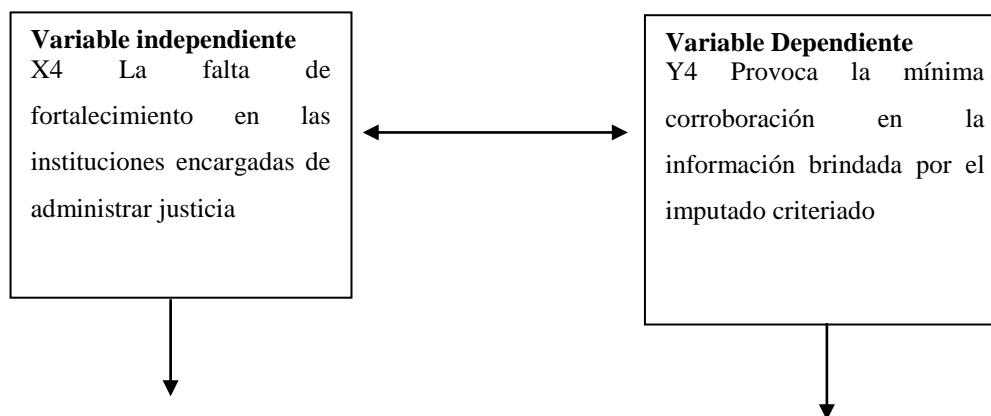 Variable independiente
X4 La falta de
fortalecimiento en las
instituciones encargadas de
administrar justicia
Variable Dependiente
Y4 Provoca la mínima
corroboración en la
información brindada por el
imputado criteriado